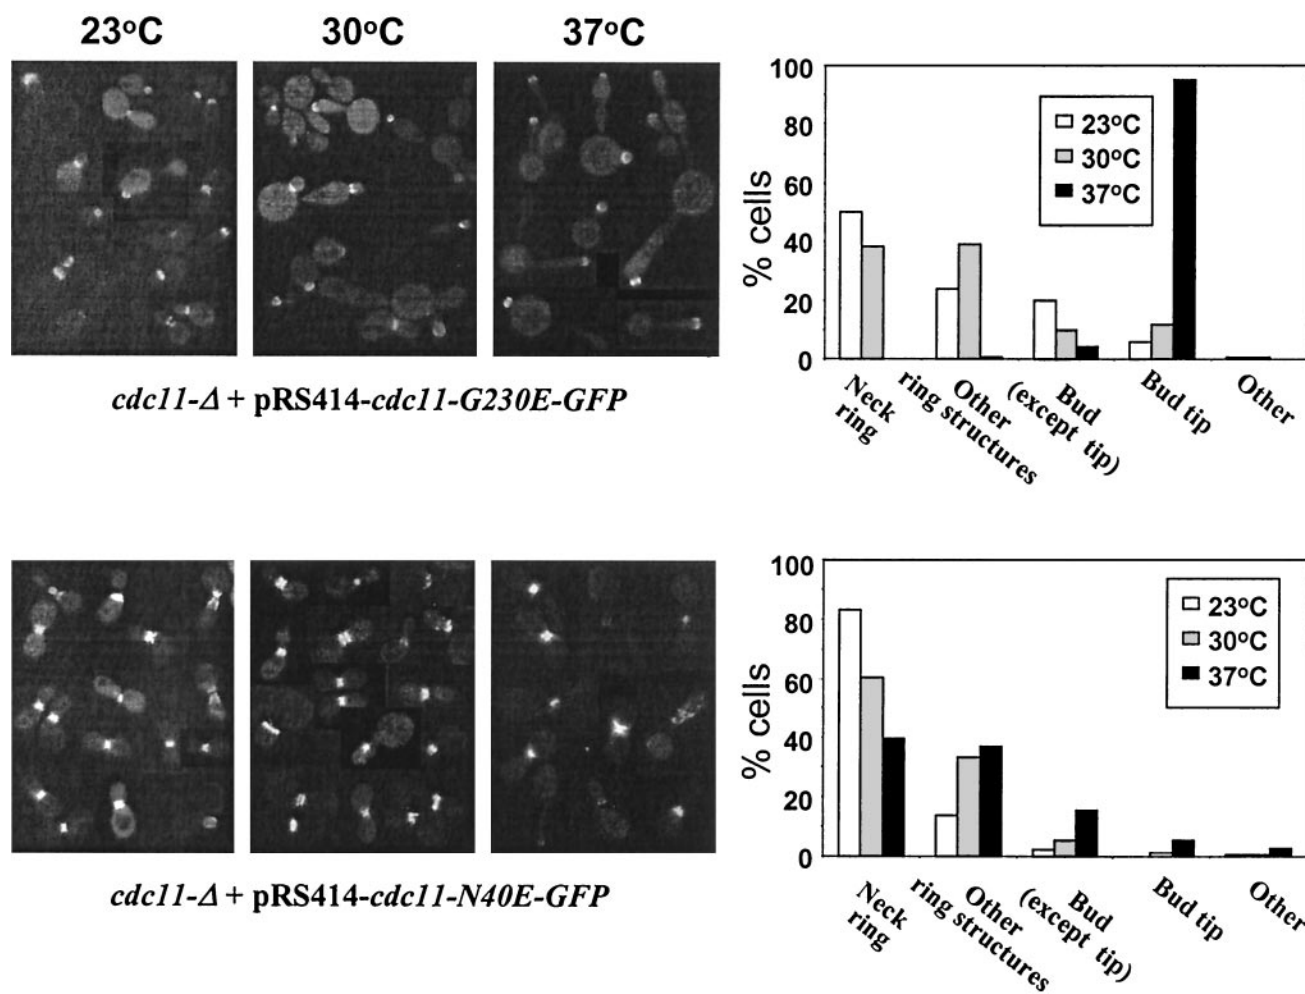 23°C 30°C 37°C
100
80
60
40
20
0
% cells
23°C
30°C
37°C
Neck
ring
Other
ring structures
Bud
(except tip)
Bud tip
Other
cdc11-Δ + pRS414-cdc11-G230E-GFP
100
80
60
40
20
0
% cells
23°C
30°C
37°C
Neck
ring
Other
ring structures
Bud
(except tip)
Bud tip
Other
cdc11-Δ + pRS414-cdc11-N40E-GFP